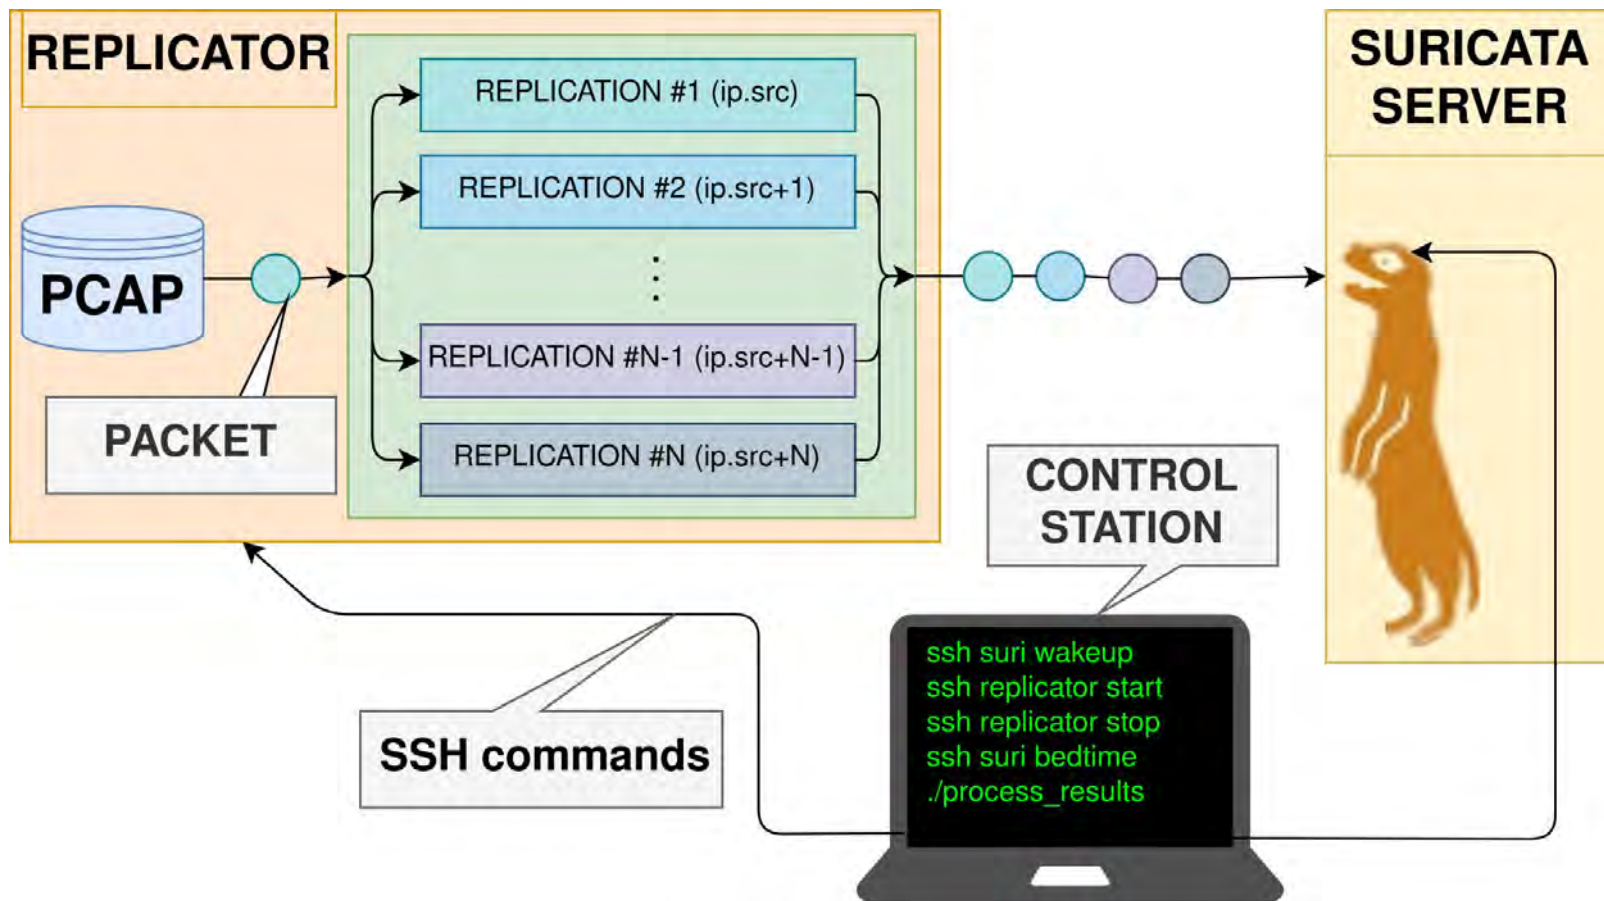 REPLICATOR
REPLICATION #1 (ip.src)
REPLICATION #2 (ip.src+1)
REPLICATION #N-1 (ip.src+N-1)
REPLICATION #N (ip.src+N)
PCAP
PACKET
SURICATA
SERVER
CONTROL
STATION
SSH commands
ssh suri wakeup
ssh replicator start
ssh replicator stop
ssh suri bedtime
./process_results